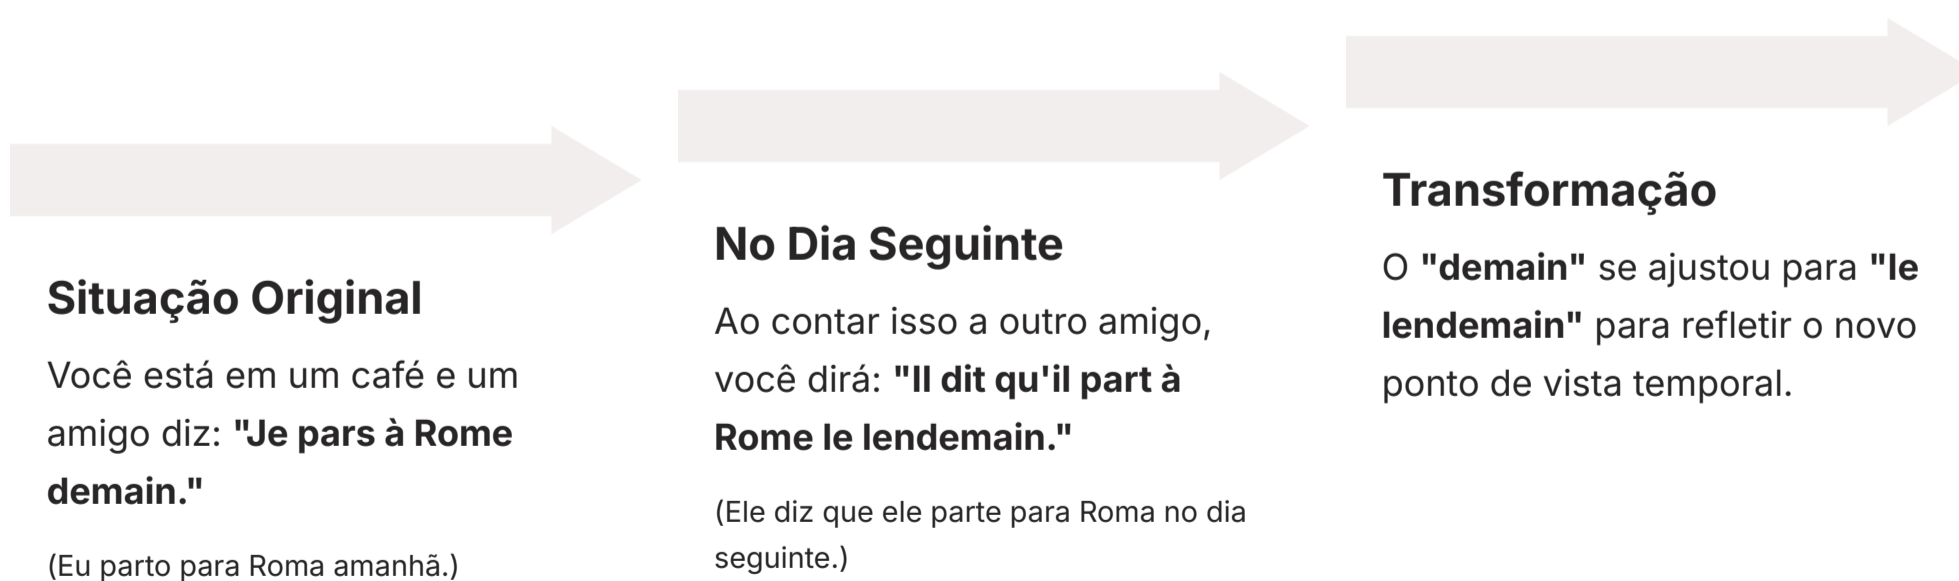 Situação Original
Você está em um café e um
amigo diz: "Je pars à Rome
demain."
(Eu parto para Roma amanhã.)
No Dia Seguinte
Ao contar isso a outro amigo,
você dirá: "Il dit qu'il part à
Rome le lendemain."
(Ele diz que ele parte para Roma no dia
seguinte.)
Transformação
O "demain" se ajustou para "le
lendemain" para refletir o novo
ponto de vista temporal.